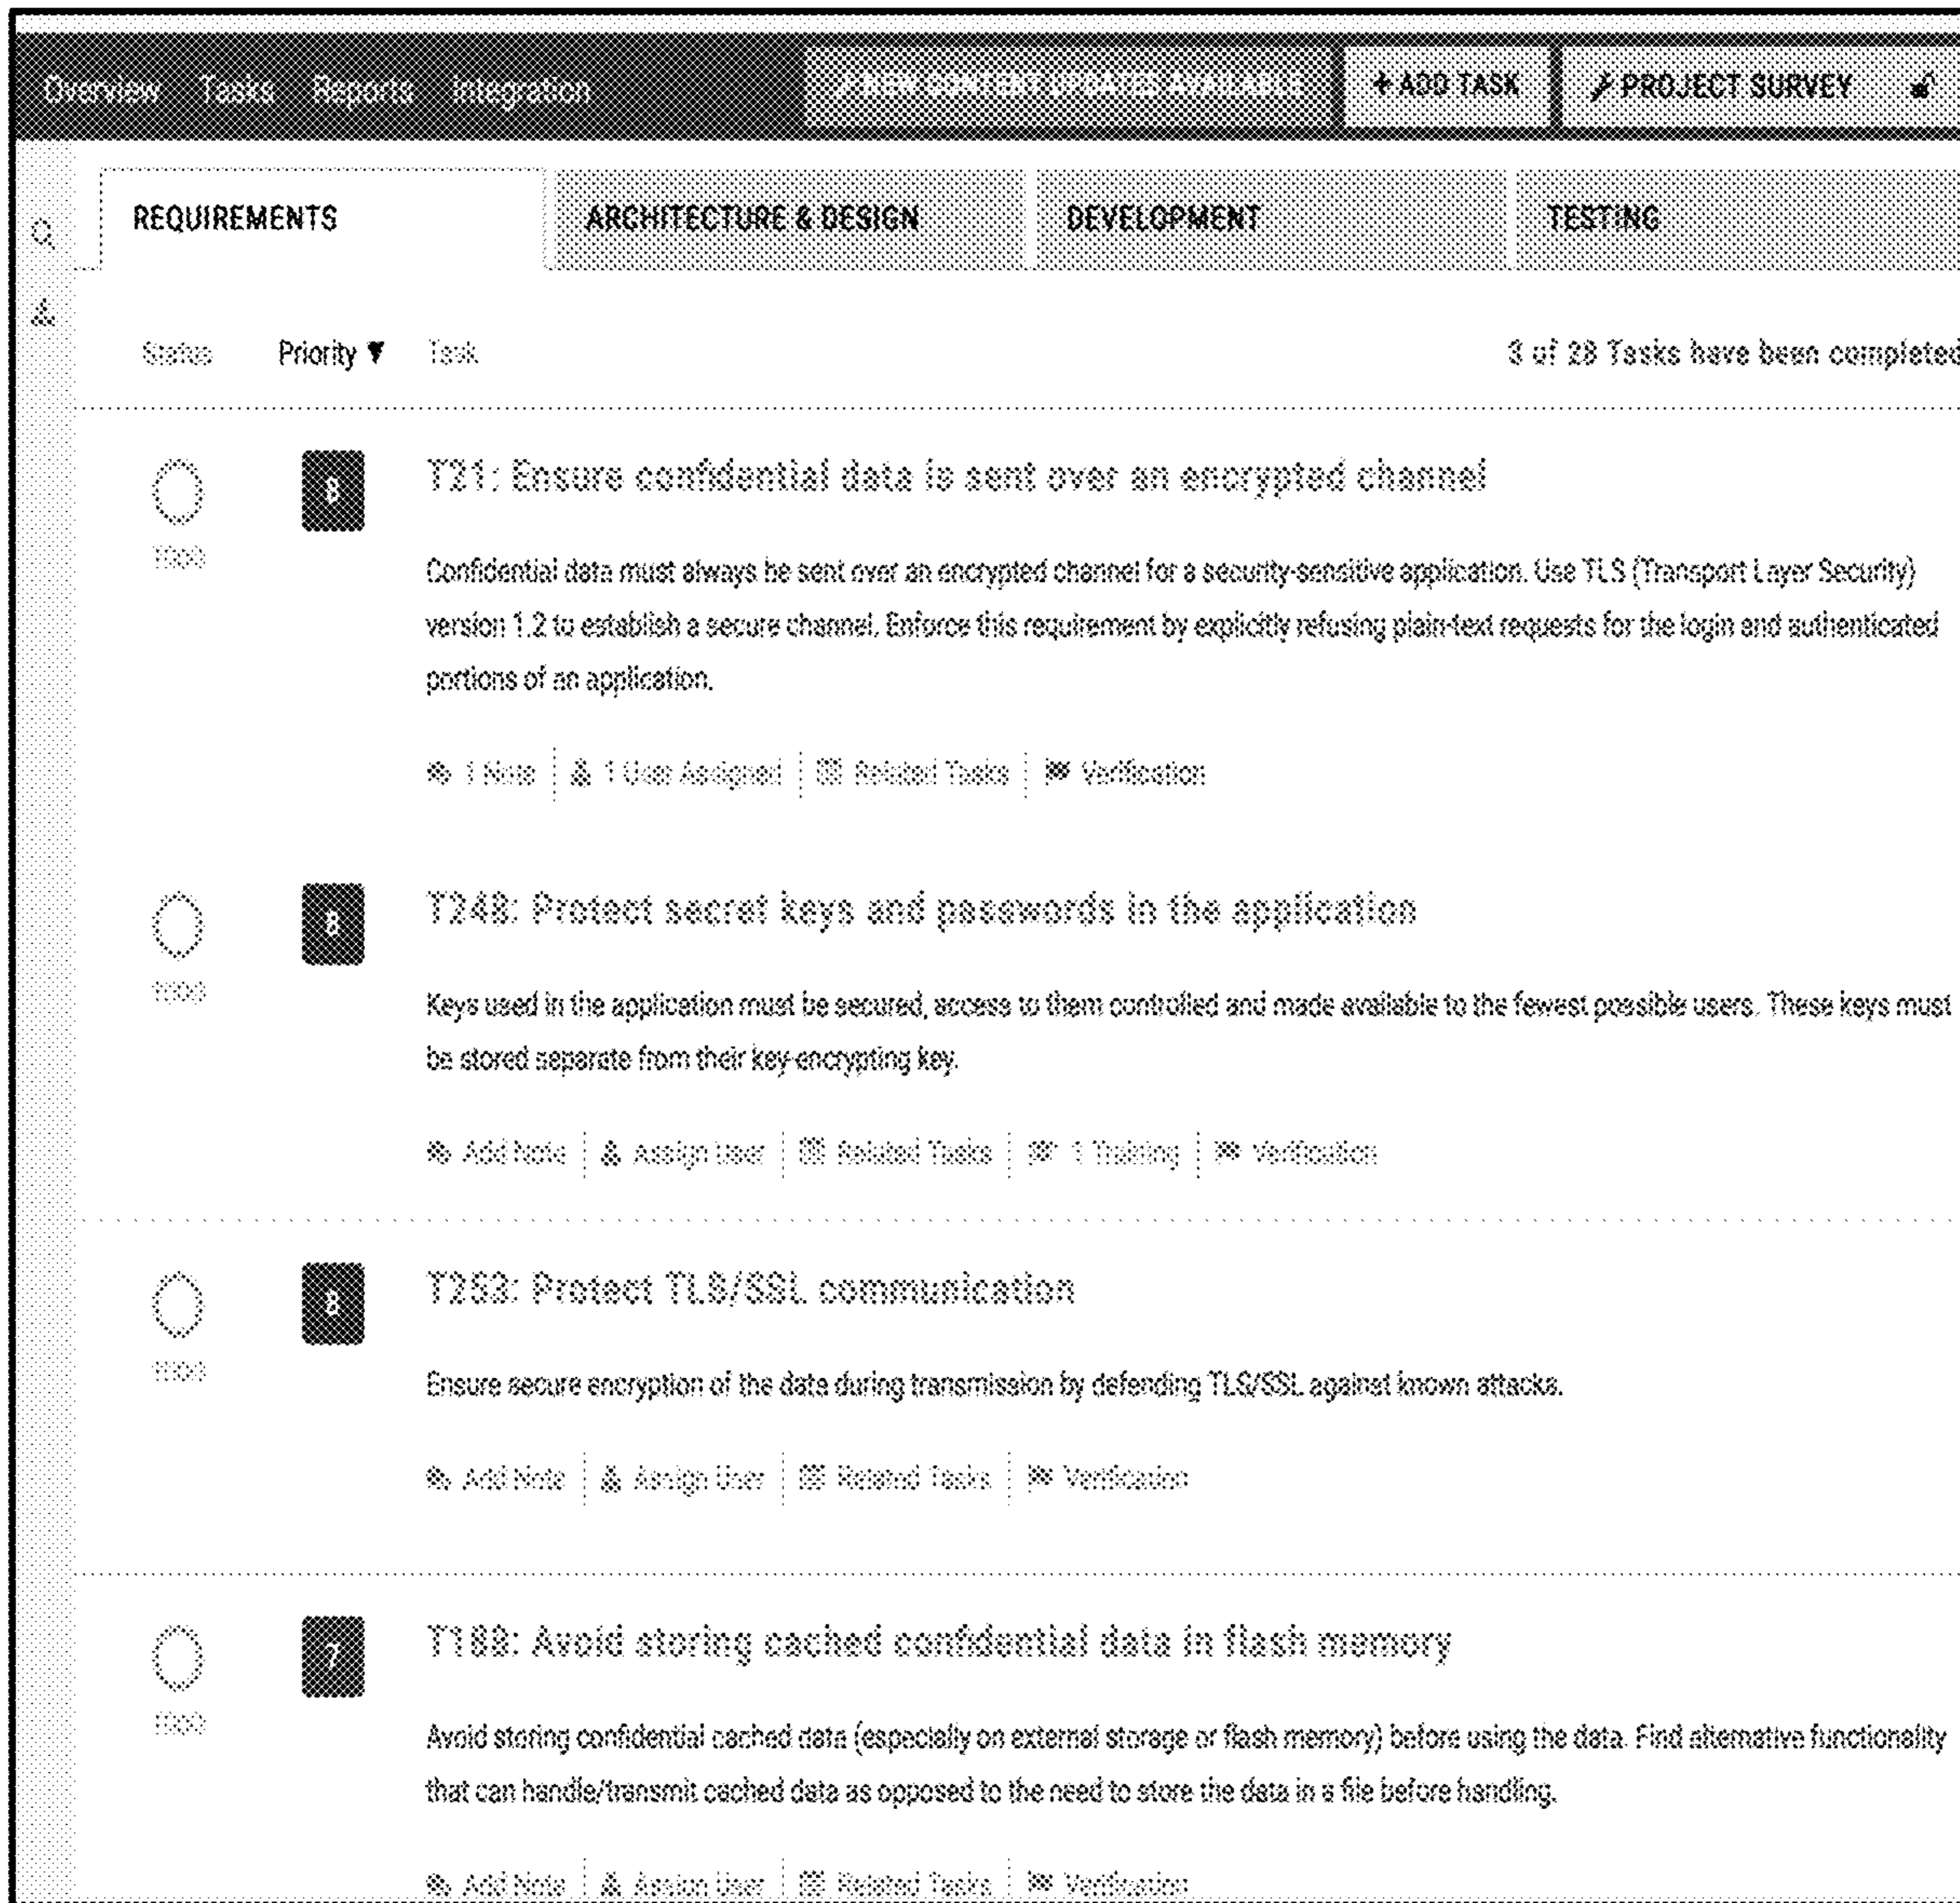 Overview Tasks Reports Integration NEW CONTENT UPDATES AVAILABLE + ADD TASK PROJECT SURVEY
REQUIREMENTS ARCHITECTURE & DESIGN DEVELOPMENT TESTING
Status Priority ▼ Task 3 of 28 Tasks have been completed
8 T21: Ensure confidential data is sent over an encrypted channel
TODO
Confidential data must always be sent over an encrypted channel for a security-sensitive application. Use TLS (Transport Layer Security)
version 1.2 to establish a secure channel. Enforce this requirement by explicitly refusing plain-text requests for the login and authenticated
portions of an application.
1 Note 1 User Assigned Related Tasks Verification
8 T248: Protect secret keys and passwords in the application
TODO
Keys used in the application must be secured, access to them controlled and made available to the fewest possible users. These keys must
be stored separate from their key-encrypting key.
Add Note Assign User Related Tasks 1 Training Verification
8 Protect TLS/SSL communication
TODO
Ensure secure encryption of the data during transmission by defending TLS/SSL against known attacks.
Add Note Assign User Related Tasks Verification
7 Avoid storing cached confidential data in flash memory
TODO
Avoid storing confidential cached data (especially on external storage or flash memory) before using the data. Find alternative functionality
that can handle/transmit cached data as opposed to the need to store the data in a file before handling.
Add Note Assign User Related Tasks Verification